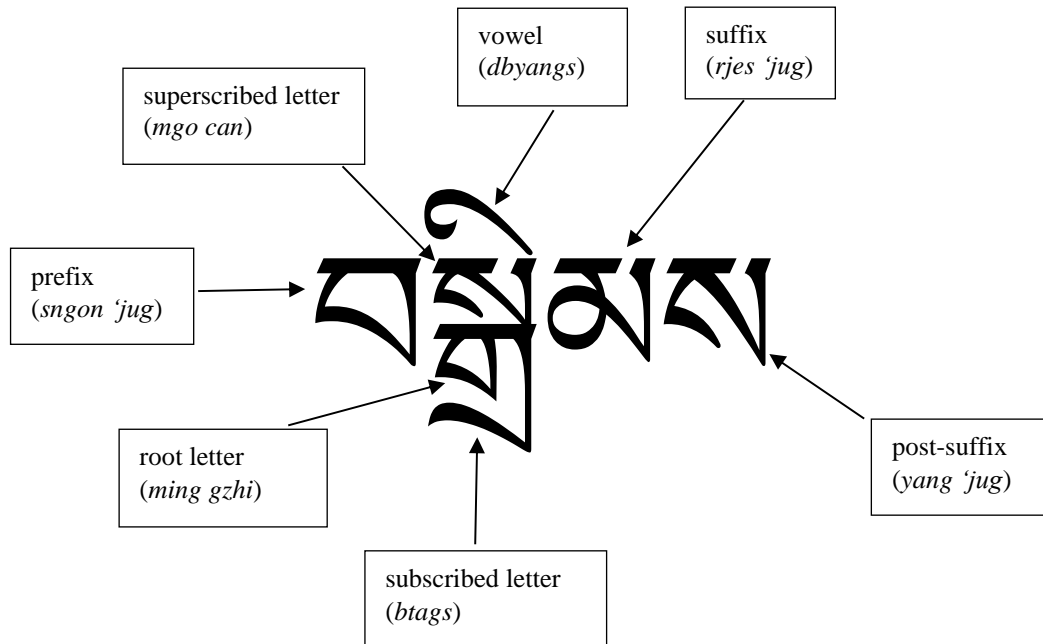 vowel
(dbyangs)
suffix
(rjes ‘jug)
superscribed letter
(mgo can)
prefix
(sngon ‘jug)
བསྒྲིམས
root letter
(ming gzhi)
post-suffix
(yang ‘jug)
subscribed letter
(btags)